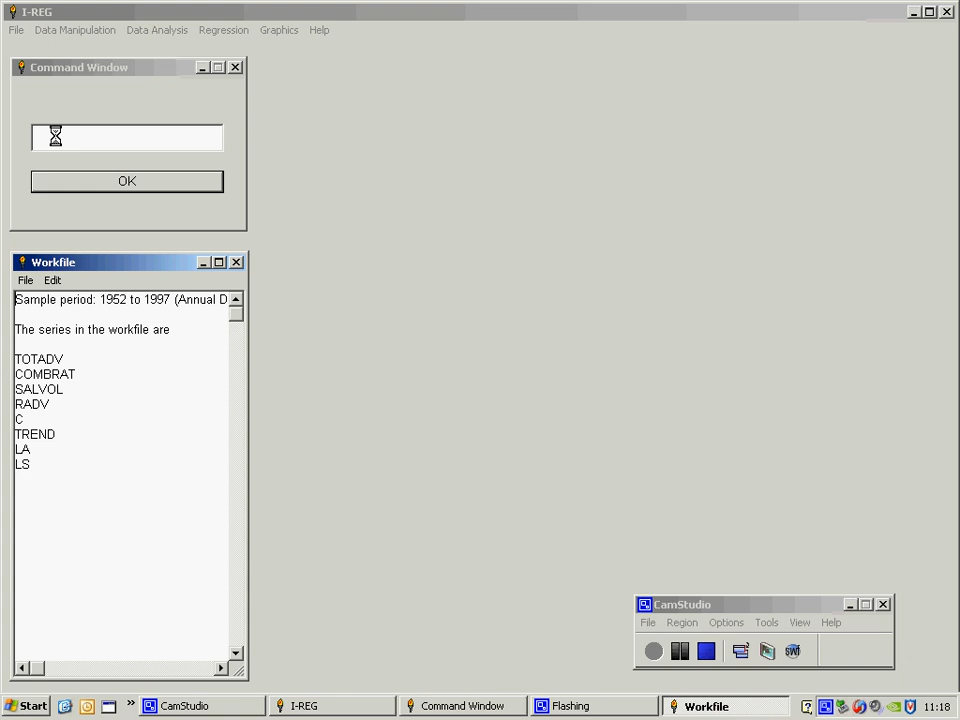 I-REG
File Data Manipulation Data Analysis Regression Graphics Help
Command Window
OK
Workfile
File Edit
Sample period: 1952 to 1997 (Annual D
The series in the workfile are
TOTADV
COMBRAT
SALVOL
RADV
C
TREND
LA
LS
CamStudio
File Region Options Tools View Help
SWF
Start » CamStudio I-REG Command Window Flashing Workfile 11:18